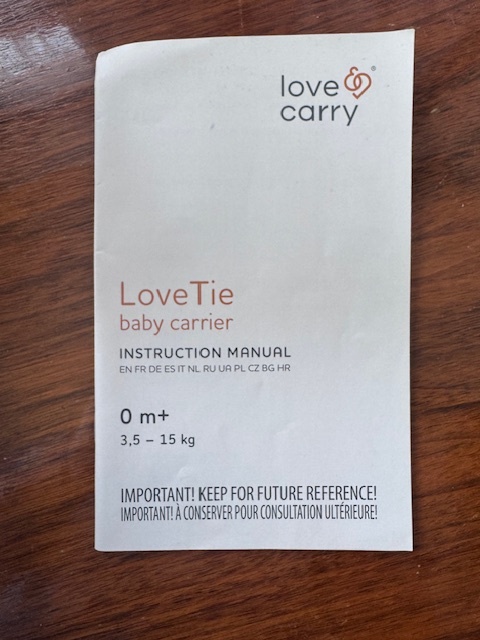 love ®
carry
LoveTie
baby carrier
INSTRUCTION MANUAL
EN FR DE ES IT NL RU UA PL CZ BG HR
0 m+
3,5 – 15 kg
IMPORTANT! KEEP FOR FUTURE REFERENCE!
IMPORTANT! À CONSERVER POUR CONSULTATION ULTÉRIEURE!